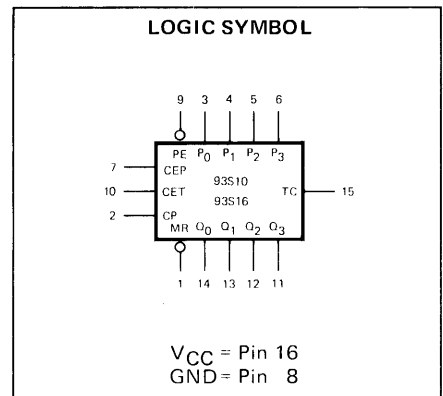 LOGIC SYMBOL
9 3 4 5 6
PE P0 P1 P2 P3
7 CEP
93S10
10 CET TC 15
93S16
2 CP
MR Q0 Q1 Q2 Q3
1 14 13 12 11
VCC = Pin 16
GND= Pin 8